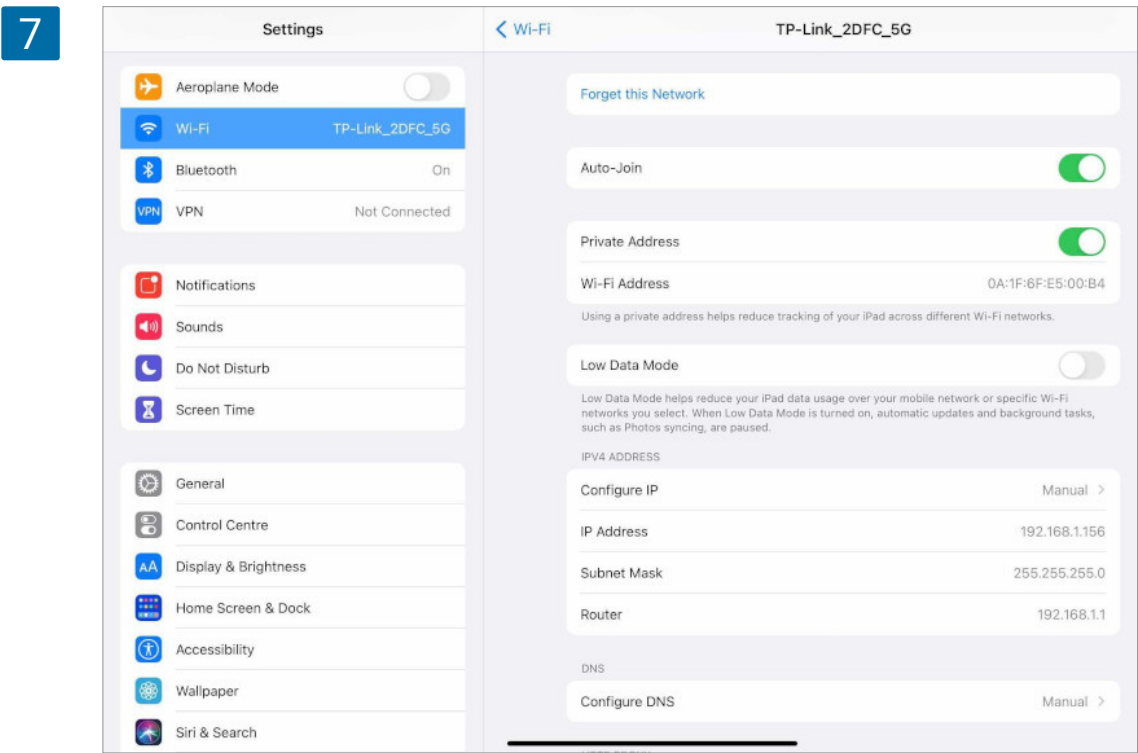 7
Settings
Aeroplane Mode
Wi-Fi TP-Link_2DFC_5G
Bluetooth On
VPN VPN Not Connected
Notifications
Sounds
Do Not Disturb
Screen Time
General
Control Centre
AA Display & Brightness
Home Screen & Dock
Accessibility
Wallpaper
Siri & Search
Wi-Fi TP-Link_2DFC_5G
Forget this Network
Auto-Join
Private Address
Wi-Fi Address 0A:1F:6F:E5:00:B4
Using a private address helps reduce tracking of your iPad across different Wi-Fi networks.
Low Data Mode
Low Data Mode helps reduce your iPad data usage over your mobile network or specific Wi-Fi
networks you select. When Low Data Mode is turned on, automatic updates and background tasks,
such as Photos syncing, are paused.
IPV4 ADDRESS
Configure IP Manual
IP Address 192.168.1.156
Subnet Mask 255.255.255.0
Router 192.168.1.1
DNS
Configure DNS Manual